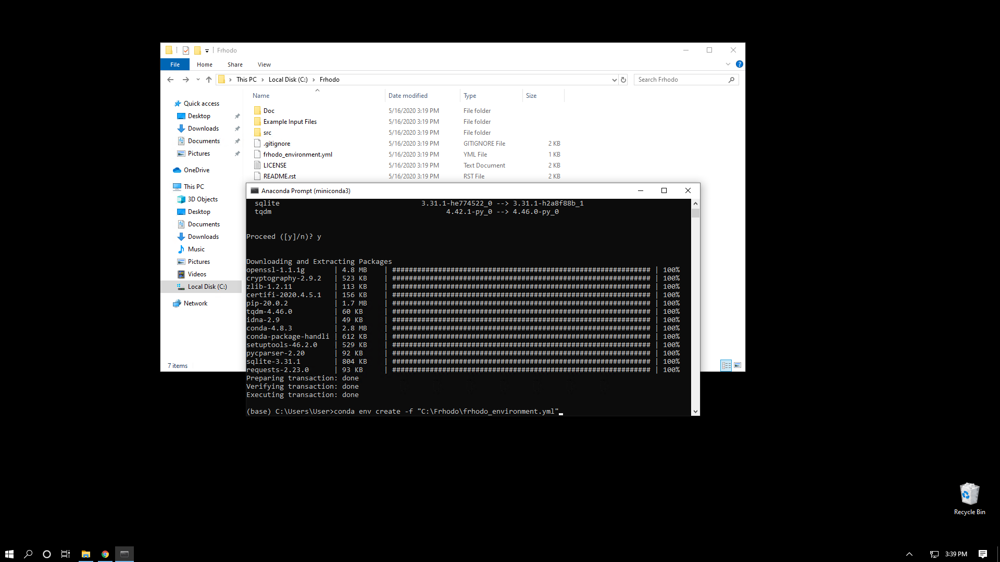 Frhodo
File Home Share View
This PC Local Disk (C:) Frhodo
Search Frhodo
Name Date modified Type Size
Quick access
Desktop
Downloads
Documents
Pictures
OneDrive
This PC
3D Objects
Desktop
Documents
Downloads
Music
Pictures
Videos
Local Disk (C:)
Network
Doc 5/16/2020 3:19 PM File folder
Example Input Files 5/16/2020 3:19 PM File folder
src 5/16/2020 3:19 PM File folder
.gitignore 5/16/2020 3:19 PM GITIGNORE File 2 KB
frhodo_environment.yml 5/16/2020 3:19 PM YML File 1 KB
LICENSE 5/16/2020 3:19 PM Text Document 2 KB
README.rst 5/16/2020 3:19 PM RST File 2 KB
7 items
Anaconda Prompt (miniconda3)
sqlite 3.31.1-he774522_0 --> 3.31.1-h2a8f88b_1
tqdm 4.42.1-py_0 --> 4.46.0-py_0
Proceed ([y]/n)? y
Downloading and Extracting Packages
openssl-1.1.1g | 4.8 MB | ############################################################## | 100%
cryptography-2.9.2 | 523 KB | ############################################################## | 100%
zlib-1.2.11 | 113 KB | ############################################################## | 100%
certifi-2020.4.5.1 | 156 KB | ############################################################## | 100%
pip-20.0.2 | 1.7 MB | ############################################################## | 100%
tqdm-4.46.0 | 60 KB | ############################################################## | 100%
idna-2.9 | 49 KB | ############################################################## | 100%
conda-4.8.3 | 2.8 MB | ############################################################## | 100%
conda-package-handli | 612 KB | ############################################################## | 100%
setuptools-46.2.0 | 529 KB | ############################################################## | 100%
pycparser-2.20 | 92 KB | ############################################################## | 100%
sqlite-3.31.1 | 804 KB | ############################################################## | 100%
requests-2.23.0 | 93 KB | ############################################################## | 100%
Preparing transaction: done
Verifying transaction: done
Executing transaction: done
(base) C:\Users\User>conda env create -f "C:\Frhodo\frhodo_environment.yml"
Recycle Bin
3:39 PM